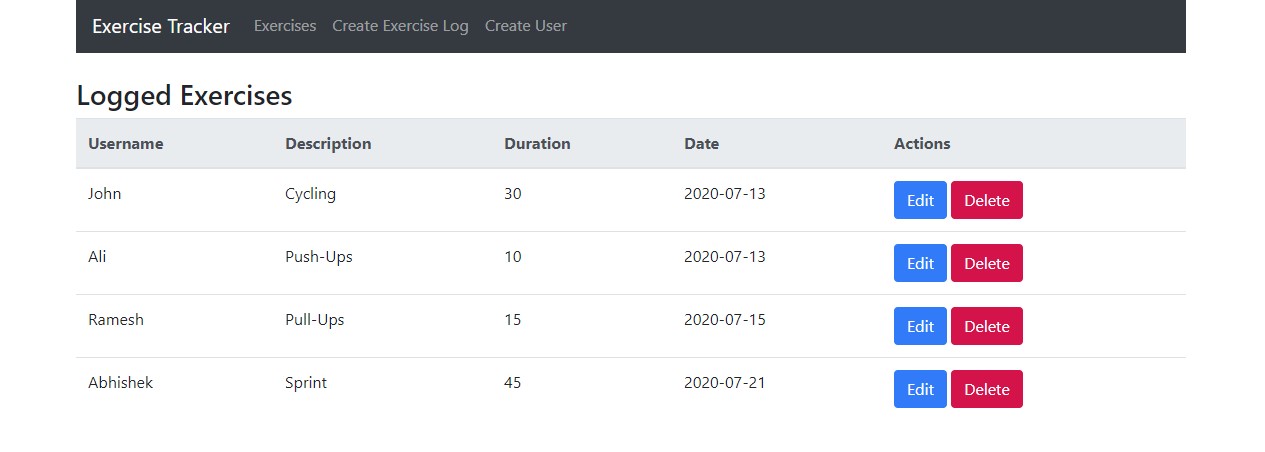 Exercise Tracker Exercises Create Exercise Log Create User
Logged Exercises
Username Description Duration Date Actions
John Cycling 30 2020-07-13 Edit Delete
Ali Push-Ups 10 2020-07-13 Edit Delete
Ramesh Pull-Ups 15 2020-07-15 Edit Delete
Abhishek Sprint 45 2020-07-21 Edit Delete